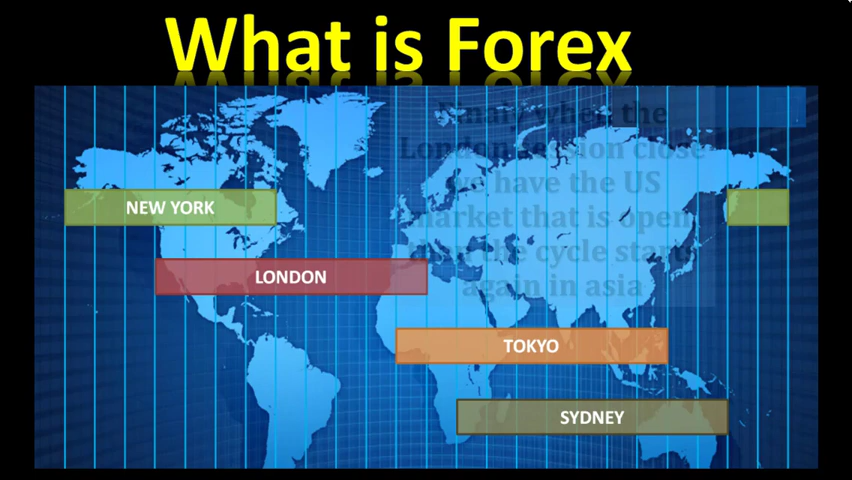 What is Forex
when the
London session close
we have the US
market that is open
then the cycle starts
again in asia
NEW YORK
LONDON
TOKYO
SYDNEY